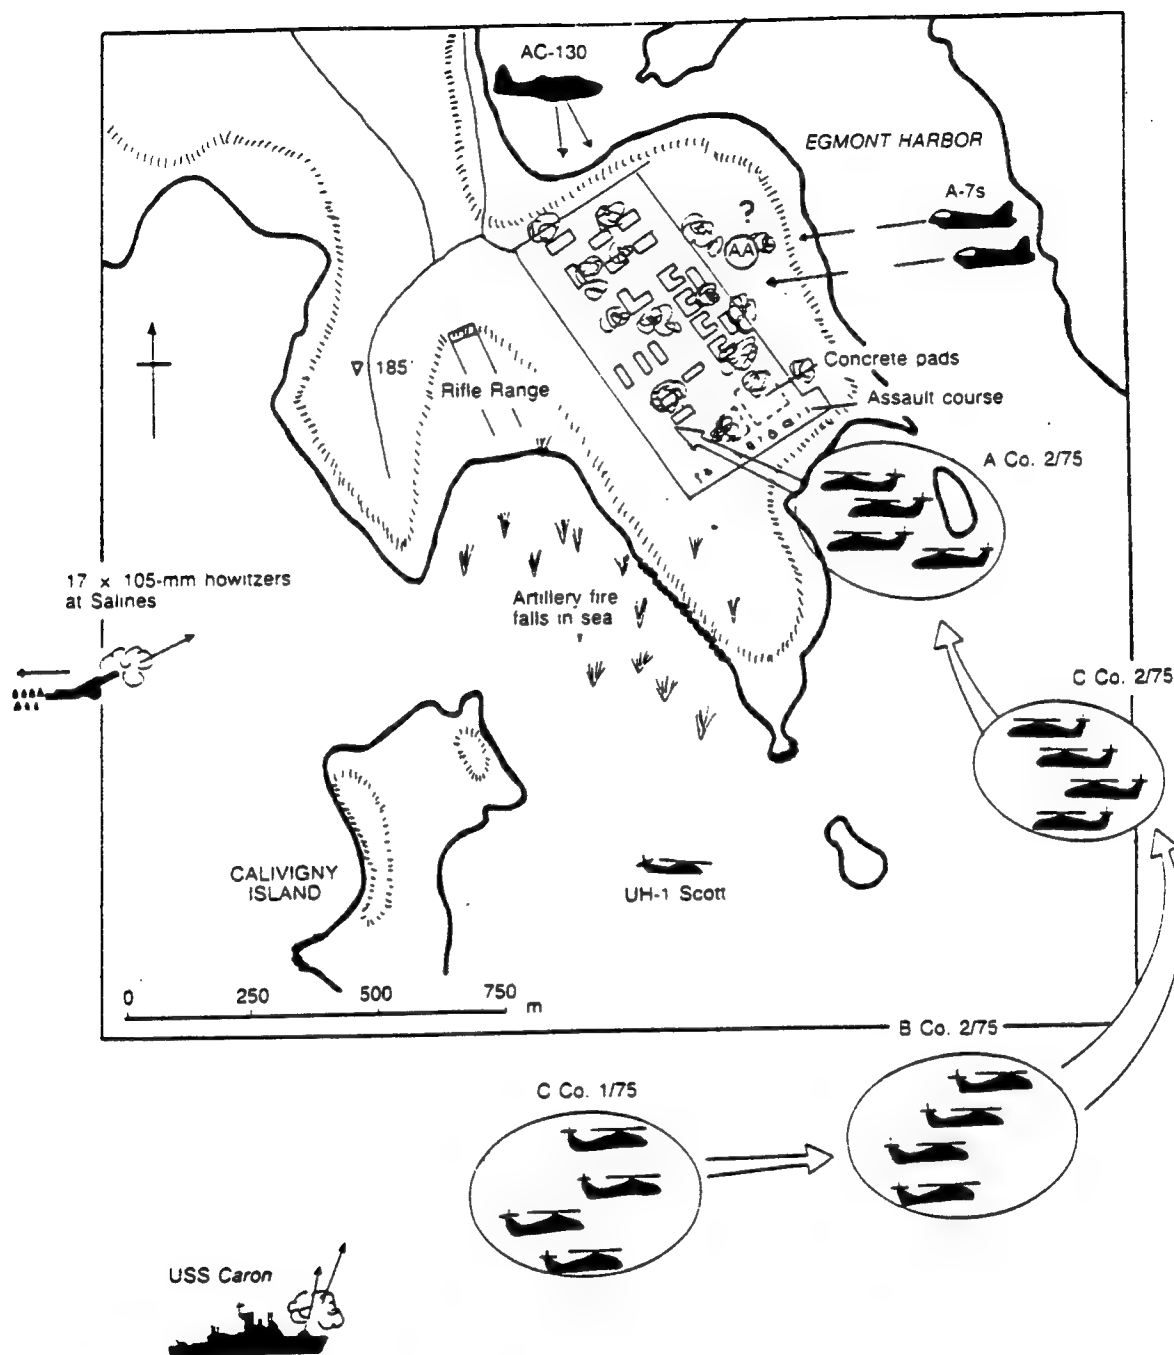 AC-130
EGMONT HARBOR
A-7s
?
AA
185'
Rifle Range
Concrete pads
Assault course
A Co. 2/75
17 × 105-mm howitzers
at Salines
Artillery fire
falls in sea
C Co. 2/75
CALIVIGNY
ISLAND
UH-1 Scott
0 250 500 750 m
B Co. 2/75
C Co. 1/75
USS Caron